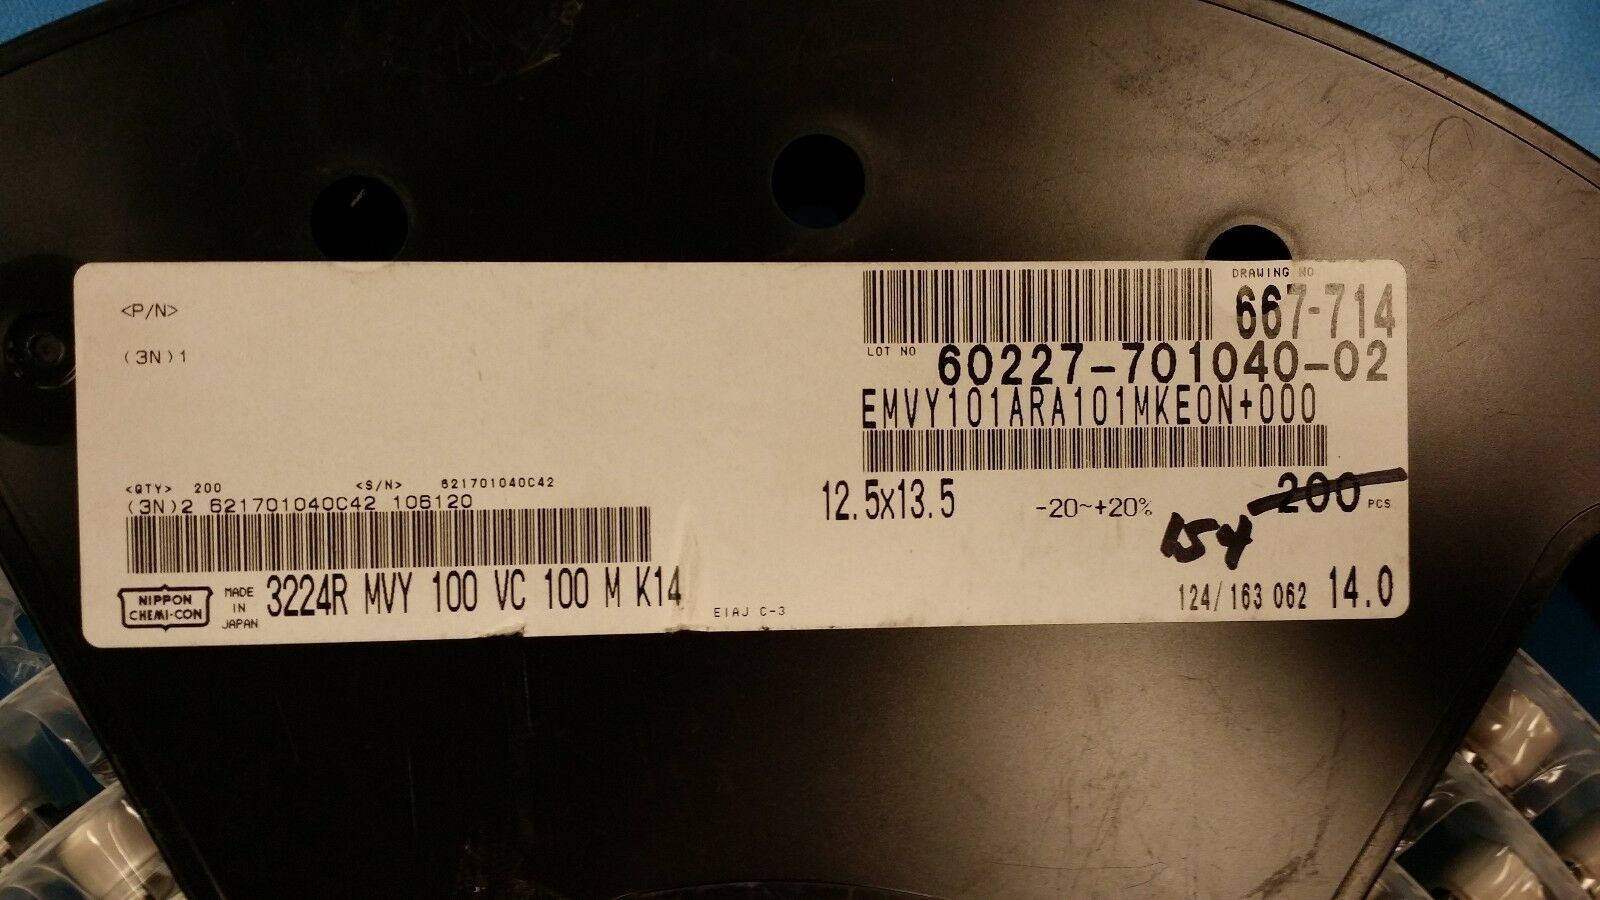 <P/N>
(3N)1
DRAWING NO
667-714
LOT NO 60227-701040-02
EMVY101ARA101MKE0N+000
<QTY> 200 <S/N> 621701040C42
(3N)2 621701040C42 106120
12.5x13.5 -20~+20% 200 PCS
154
NIPPON
CHEMI-CON
MADE
IN
JAPAN
3224R MVY 100 VC 100 M K14
EIAJ C-3
124/163 062 14.0